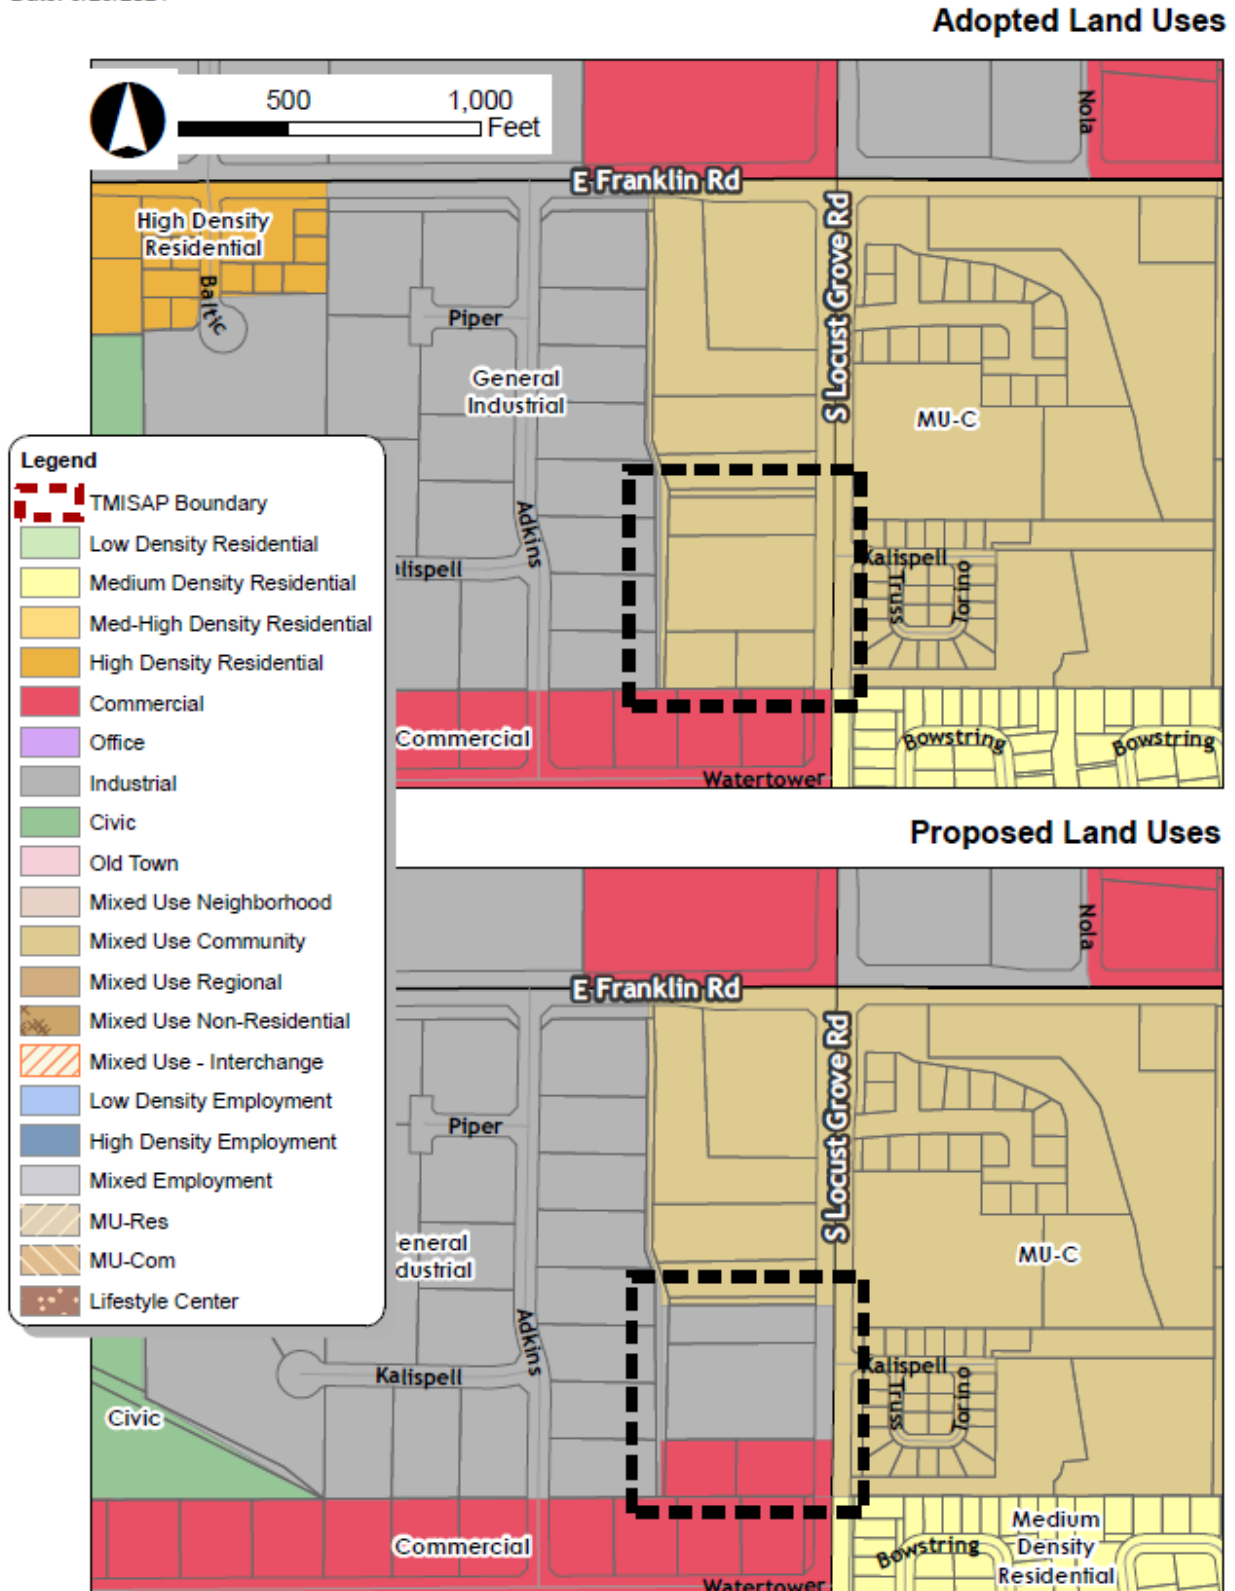 Adopted Land Uses
500 1,000
Feet
Nola
E Franklin Rd
High Density
Residential
S Locust Grove Rd
Baltic
Piper
General
Industrial
MU-C
Legend
TMISAP Boundary
Low Density Residential
Medium Density Residential
Med-High Density Residential
High Density Residential
Commercial
Office
Industrial
Civic
Old Town
Mixed Use Neighborhood
Mixed Use Community
Mixed Use Regional
Mixed Use Non-Residential
Mixed Use - Interchange
Low Density Employment
High Density Employment
Mixed Employment
MU-Res
MU-Com
Lifestyle Center
Adkins
Kalispell
lispell
Truss
Torino
Commercial
Bowstring
Bowstring
Watertower
Proposed Land Uses
Nola
E Franklin Rd
S Locust Grove Rd
Piper
eneral
dustrial
MU-C
Adkins
Kalispell
Kalispell
Truss
Torino
Civic
Commercial
Medium
Density
Residential
Bowstring
Watertower